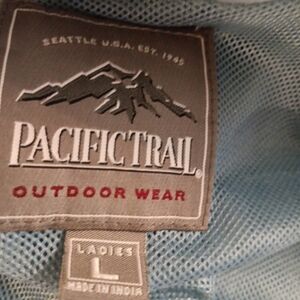 SEATTLE U.S.A. EST. 1945
PACIFIC TRAIL®
OUTDOOR WEAR
LADIES
L
MADE IN INDIA